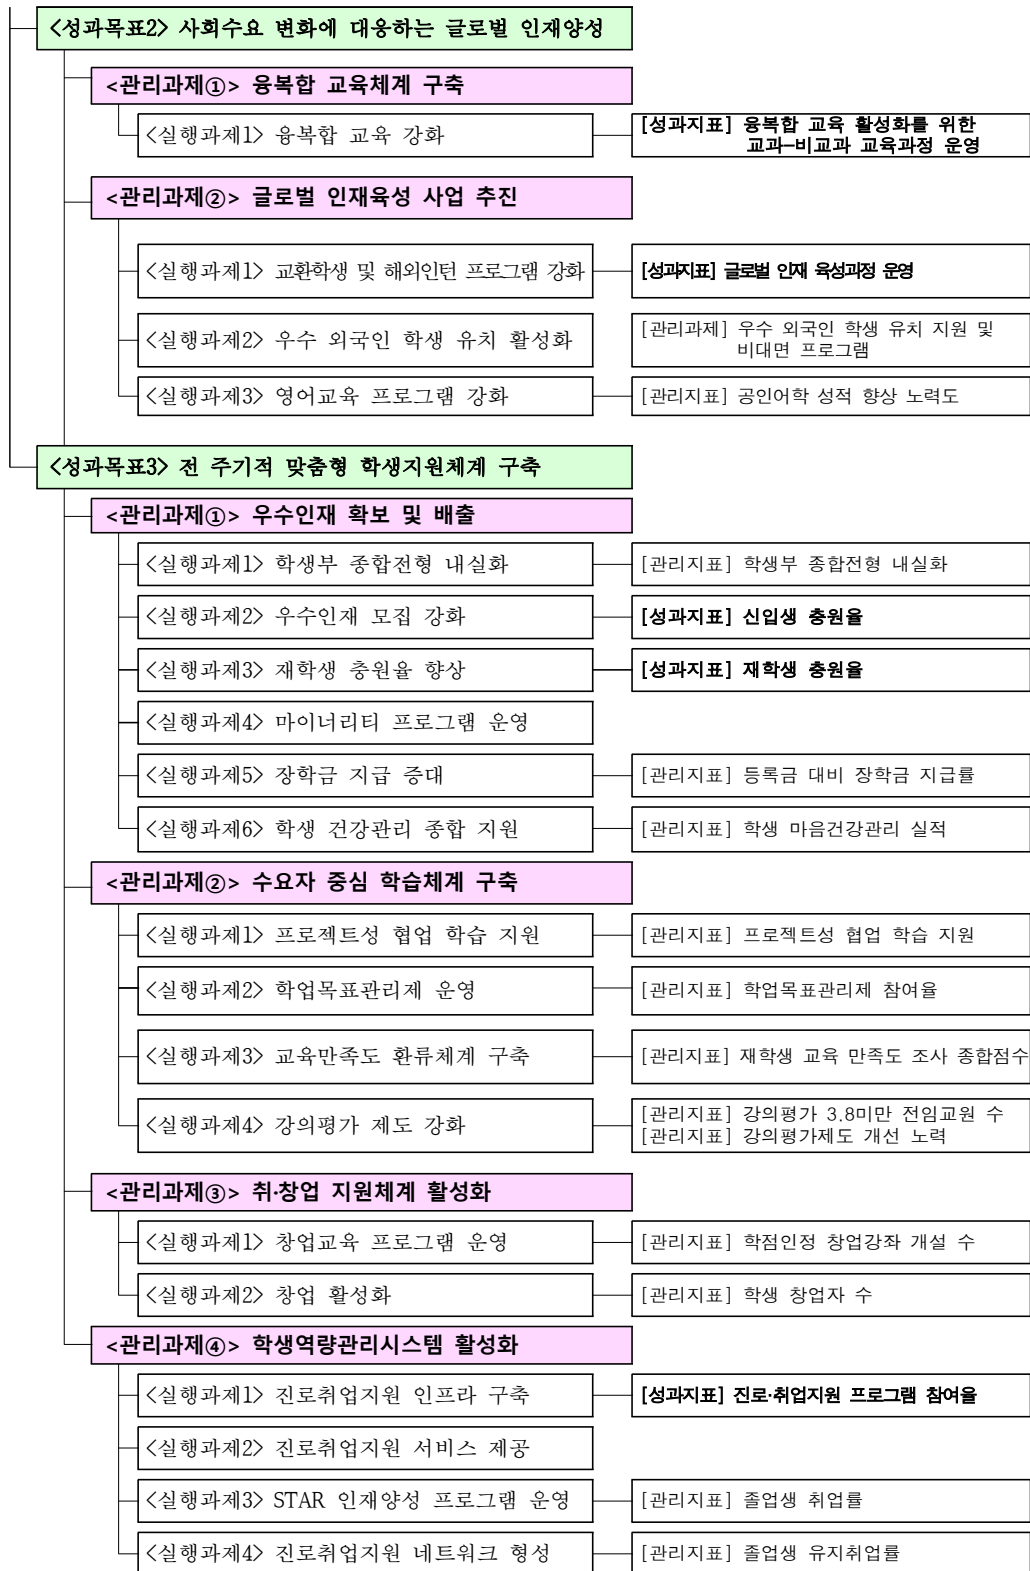 <성과목표2> 사회수요 변화에 대응하는 글로벌 인재양성
<관리과제①> 융복합 교육체계 구축
<실행과제1> 융복합 교육 강화
[성과지표] 융복합 교육 활성화를 위한
교과-비교과 교육과정 운영
<관리과제②> 글로벌 인재육성 사업 추진
<실행과제1> 교환학생 및 해외인턴 프로그램 강화
[성과지표] 글로벌 인재 육성과정 운영
<실행과제2> 우수 외국인 학생 유치 활성화
[관리과제] 우수 외국인 학생 유치 지원 및
비대면 프로그램
<실행과제3> 영어교육 프로그램 강화
[관리지표] 공인어학 성적 향상 노력도
<성과목표3> 전 주기적 맞춤형 학생지원체계 구축
<관리과제①> 우수인재 확보 및 배출
<실행과제1> 학생부 종합전형 내실화
[관리지표] 학생부 종합전형 내실화
<실행과제2> 우수인재 모집 강화
[성과지표] 신입생 충원율
<실행과제3> 재학생 충원율 향상
[성과지표] 재학생 충원율
<실행과제4> 마이너리티 프로그램 운영
<실행과제5> 장학금 지급 증대
[관리지표] 등록금 대비 장학금 지급률
<실행과제6> 학생 건강관리 종합 지원
[관리지표] 학생 마음건강관리 실적
<관리과제②> 수요자 중심 학습체계 구축
<실행과제1> 프로젝트성 협업 학습 지원
[관리지표] 프로젝트성 협업 학습 지원
<실행과제2> 학업목표관리제 운영
[관리지표] 학업목표관리제 참여율
<실행과제3> 교육만족도 환류체계 구축
[관리지표] 재학생 교육 만족도 조사 종합점수
<실행과제4> 강의평가 제도 강화
[관리지표] 강의평가 3.8미만 전임교원 수
[관리지표] 강의평가제도 개선 노력
<관리과제③> 취·창업 지원체계 활성화
<실행과제1> 창업교육 프로그램 운영
[관리지표] 학점인정 창업강좌 개설 수
<실행과제2> 창업 활성화
[관리지표] 학생 창업자 수
<관리과제④> 학생역량관리시스템 활성화
<실행과제1> 진로취업지원 인프라 구축
[성과지표] 진로·취업지원 프로그램 참여율
<실행과제2> 진로취업지원 서비스 제공
<실행과제3> STAR 인재양성 프로그램 운영
[관리지표] 졸업생 취업률
<실행과제4> 진로취업지원 네트워크 형성
[관리지표] 졸업생 유지취업률